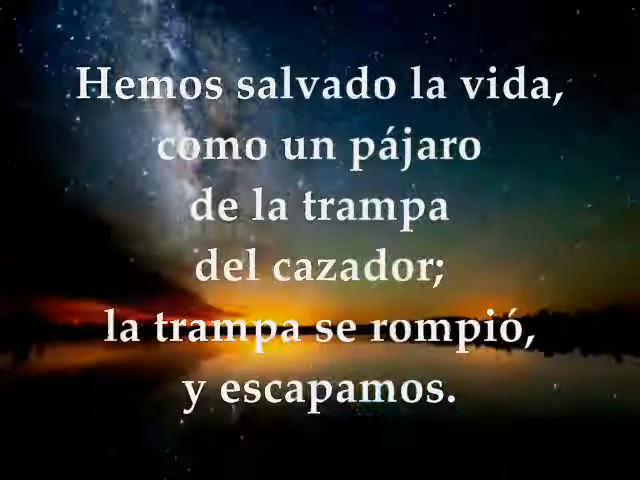 Hemos salvado la vida,
como un pájaro
de la trampa
del cazador;
la trampa se rompió,
y escapamos.